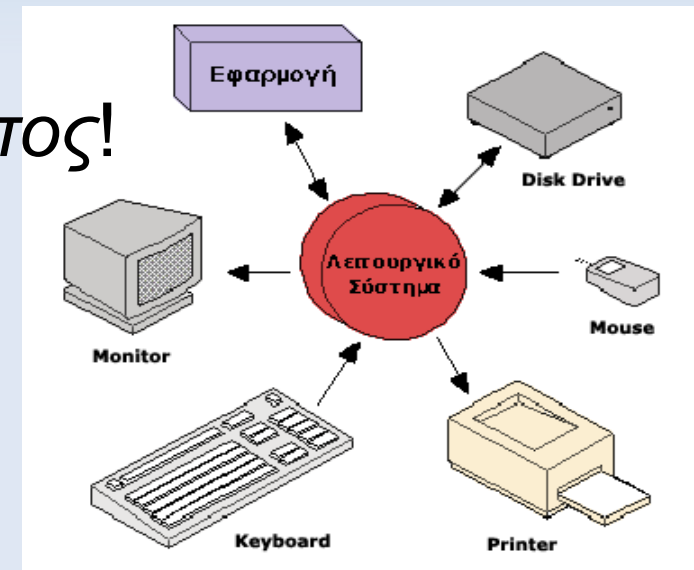 Εφαρμογή
τος!
Disk Drive
Λειτουργικό
Σύστημα
Monitor
Mouse
Keyboard
Printer